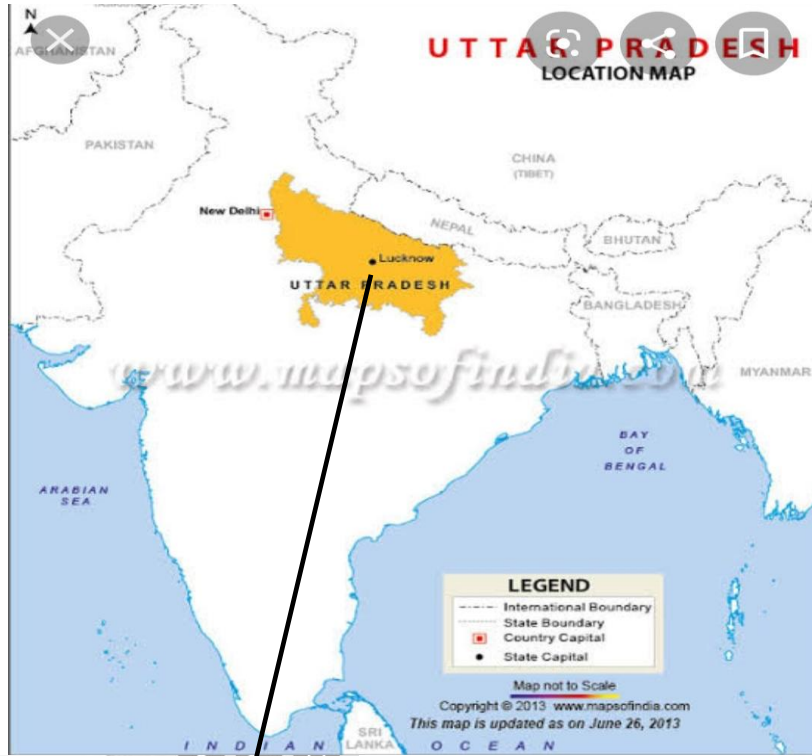 N
AFGHANISTAN
UTTAR PRADESH
LOCATION MAP
PAKISTAN
CHINA
(TIBET)
New Delhi
NEPAL
BHUTAN
Lucknow
UTTAR PRADESH
BANGLADESH
www.mapsofindia.com
MYANMAR
BAY
OF
BENGAL
ARABIAN
SEA
LEGEND
International Boundary
State Boundary
Country Capital
State Capital
Map not to Scale
Copyright © 2013 www.mapsofindia.com
This map is updated as on June 26, 2013
SRI
LANKA
INDIAN OCEAN